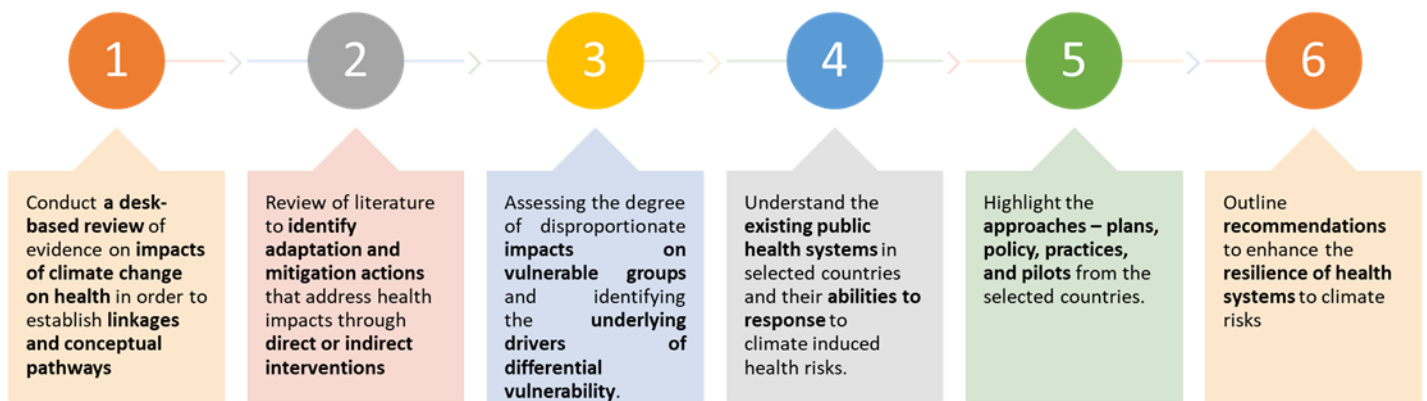 1
2
3
4
5
6
Conduct a desk-
based review of
evidence on impacts
of climate change
on health in order to
establish linkages
and conceptual
pathways
Review of literature
to identify
adaptation and
mitigation actions
that address health
impacts through
direct or indirect
interventions
Assessing the degree
of disproportionate
impacts on
vulnerable groups
and identifying
the underlying
drivers of
differential
vulnerability.
Understand the
existing public
health systems in
selected countries
and their abilities to
response to
climate induced
health risks.
Highlight the
approaches – plans,
policy, practices,
and pilots from the
selected countries.
Outline
recommendations
to enhance the
resilience of health
systems to climate
risks